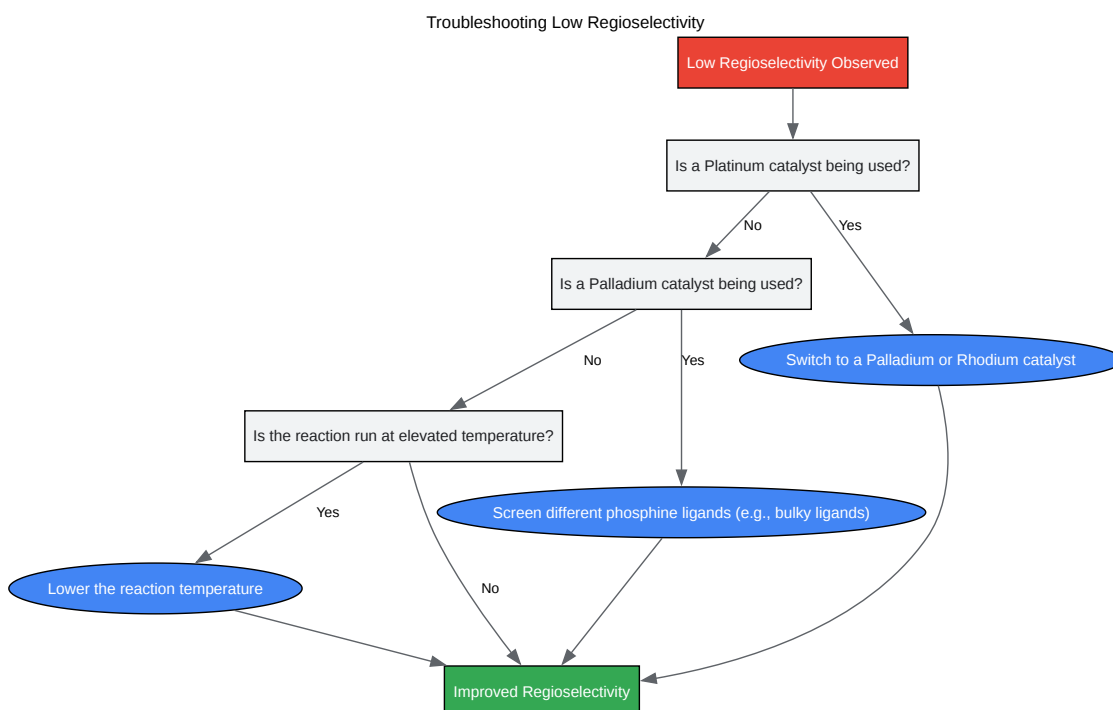 Troubleshooting Low Regioselectivity
Low Regioselectivity Observed
Is a Platinum catalyst being used?
No
Yes
Is a Palladium catalyst being used?
Switch to a Palladium or Rhodium catalyst
No
Yes
Is the reaction run at elevated temperature?
Screen different phosphine ligands (e.g., bulky ligands)
Yes
No
Lower the reaction temperature
Improved Regioselectivity